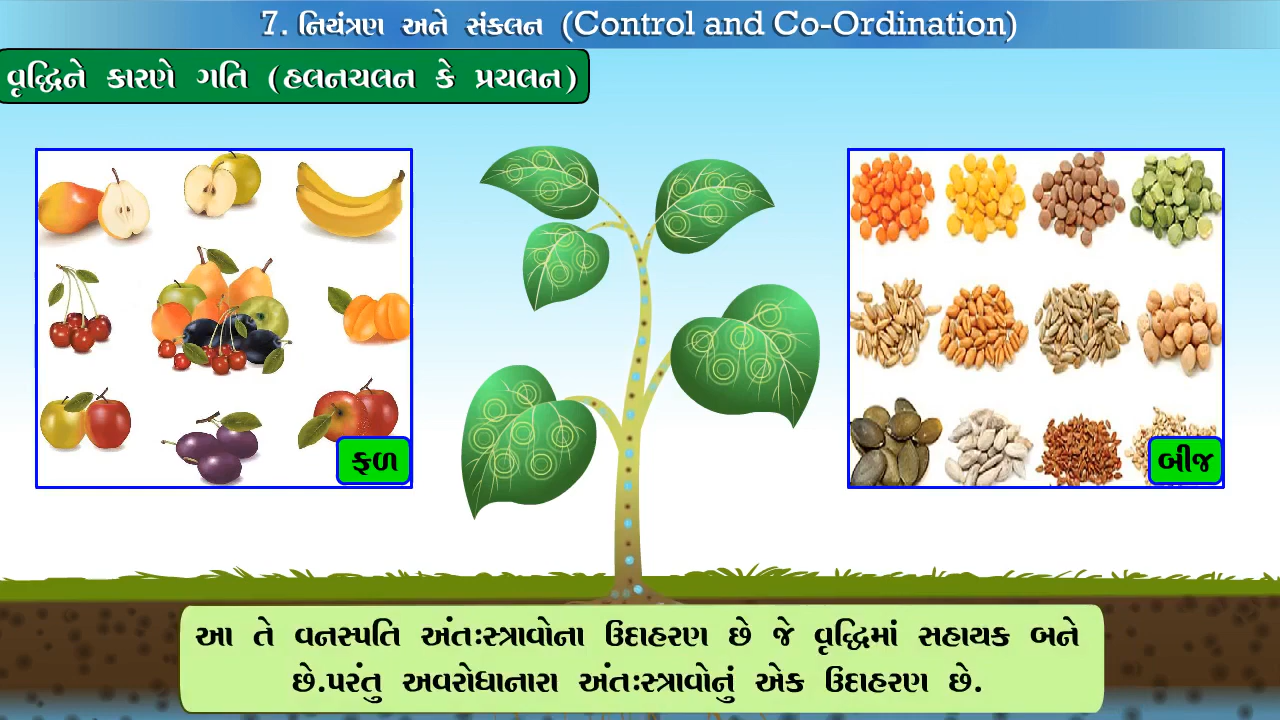 7. નિયંત્રણ અને સંકલન (Control and Co-Ordination)
વૃદ્ધિને કારણે ગતિ (હલનચલન કે પ્રચલન)
ફળ
બીજ
આ તે વનસ્પતિ અંતઃસ્ત્રાવોના ઉદાહરણ છે જે વૃદ્ધિમાં સહાયક બને
છે.પરંતુ અવરોધાનારા અંતઃસ્ત્રાવોનું એક ઉદાહરણ છે.